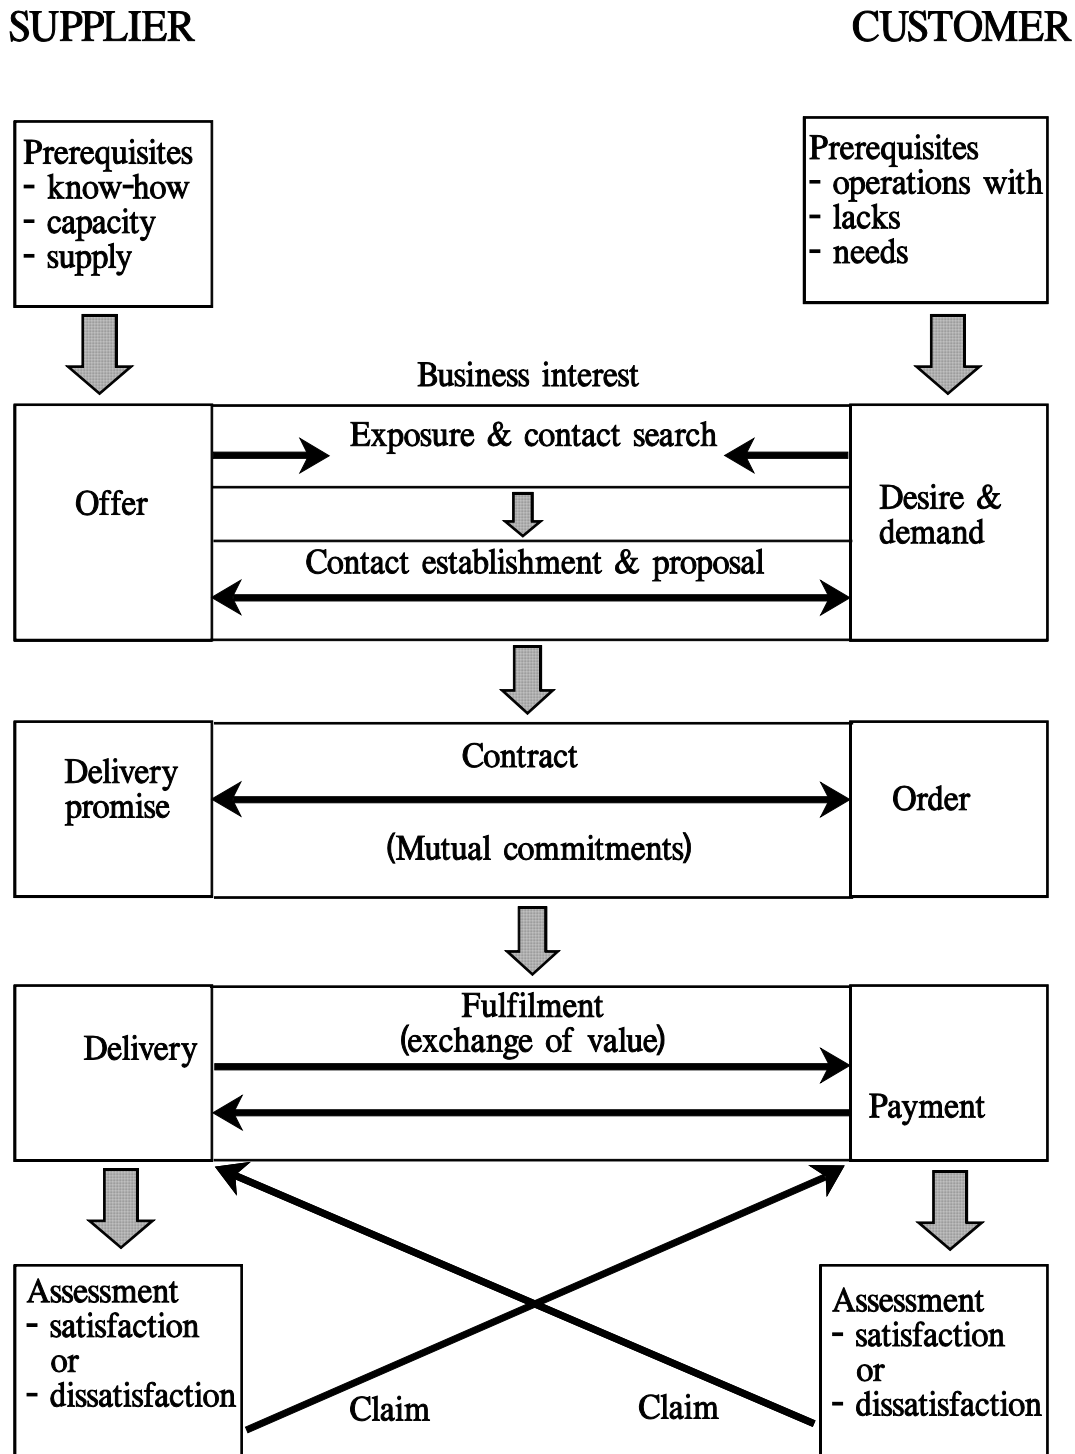 SUPPLIER
CUSTOMER
Prerequisites
- know-how
- capacity
- supply
Prerequisites
- operations with
- lacks
- needs
Business interest
Exposure & contact search
Offer
Desire &
demand
Contact establishment & proposal
Delivery
promise
Contract
(Mutual commitments)
Order
Delivery
Fulfilment
(exchange of value)
Payment
Assessment
- satisfaction
or
- dissatisfaction
Claim
Claim
Assessment
- satisfaction
or
- dissatisfaction